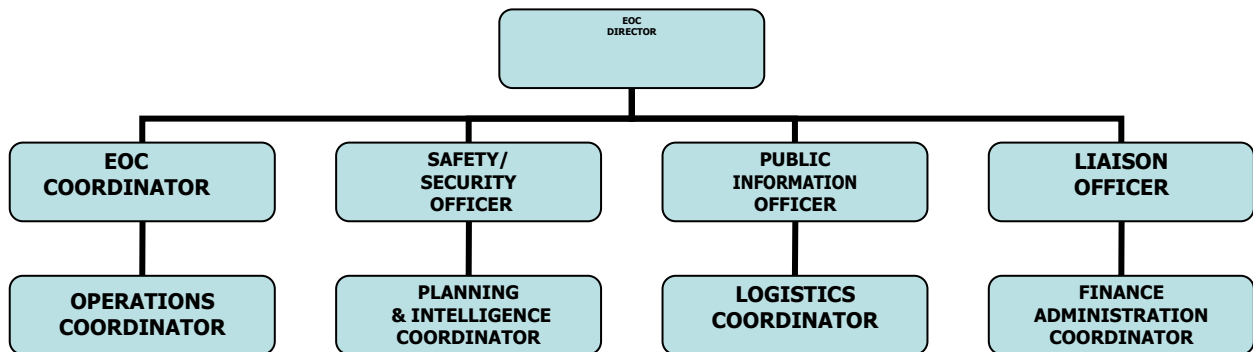 EOC
DIRECTOR
EOC
COORDINATOR
SAFETY/
SECURITY
OFFICER
PUBLIC
INFORMATION
OFFICER
LIAISON
OFFICER
OPERATIONS
COORDINATOR
PLANNING
& INTELLIGENCE
COORDINATOR
LOGISTICS
COORDINATOR
FINANCE
ADMINISTRATION
COORDINATOR